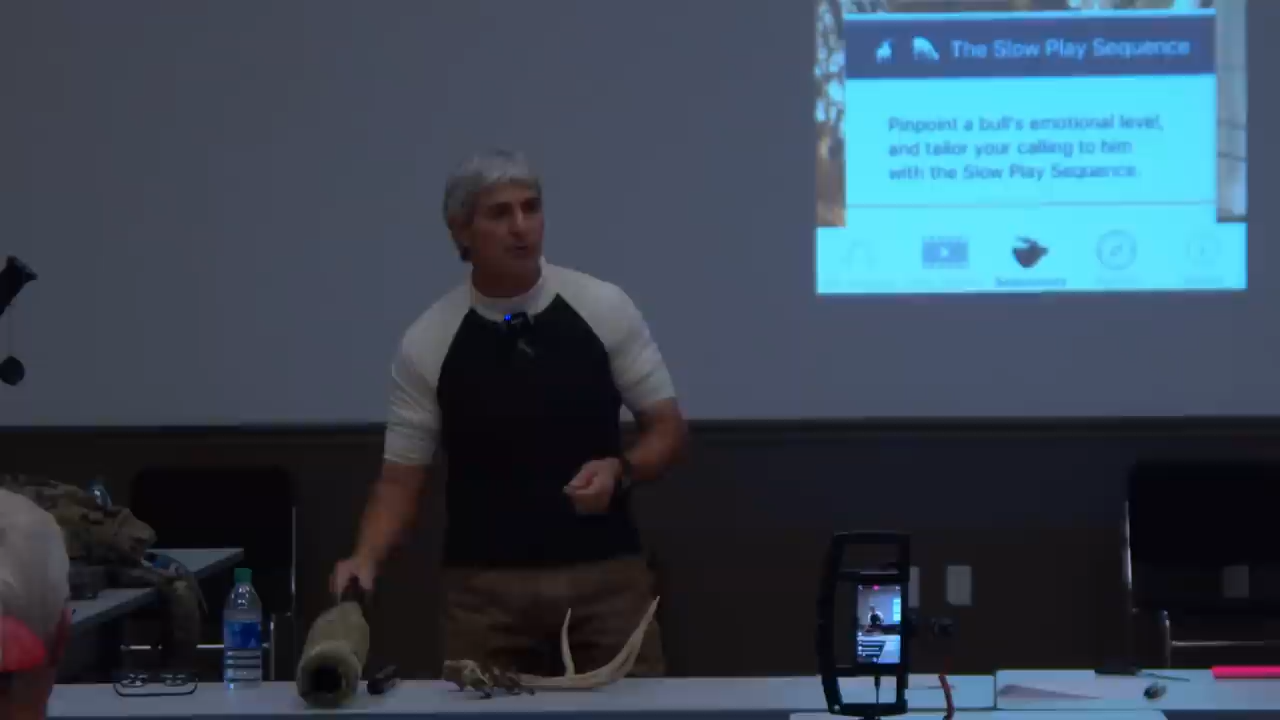 The Slow Play Sequence
Pinpoint a bull's emotional level,
and tailor your calling to him
with the Slow Play Sequence.